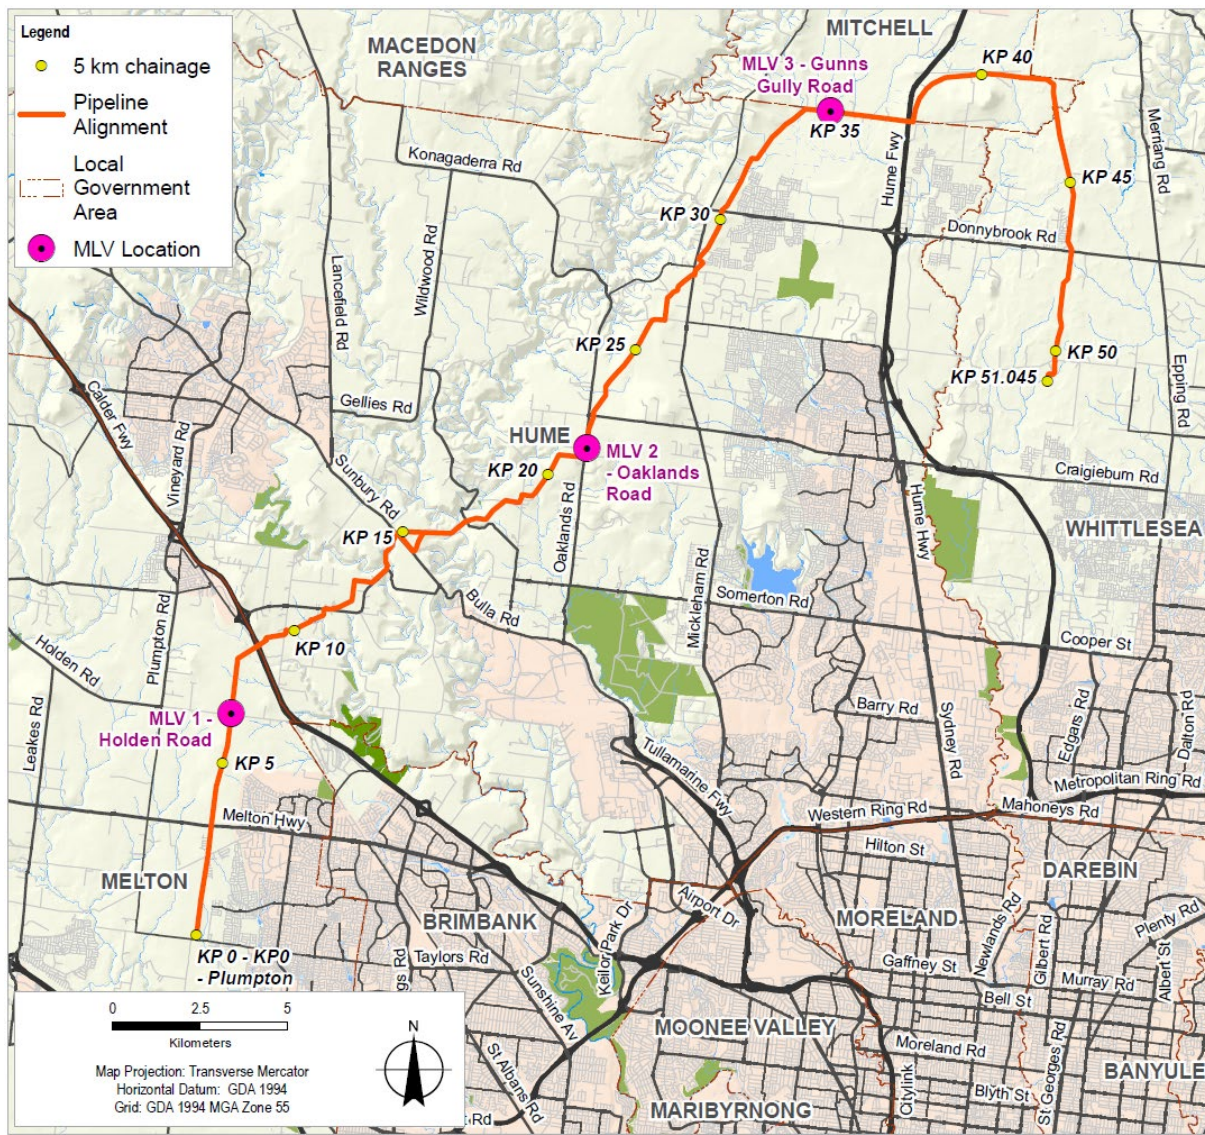 Legend
5 km chainage
Pipeline
Alignment
Local
Government
Area
MLV Location
MACEDON
RANGES
MITCHELL
MLV 3 - Gunns
Gully Road
KP 35
KP 40
Hume Fwy
Merriang Rd
KP 45
Konagaderra Rd
KP 30
Donnybrook Rd
Wildwood Rd
Lancefield Rd
KP 25
KP 50
KP 51.045
Epping Rd
Calder Fwy
Gellies Rd
Vineyard Rd
HUME
MLV 2
- Oaklands
Road
KP 20
Sunbury Rd
Craigieburn Rd
Hume Hwy
WHITTLESEA
KP 15
Oaklands Rd
Mickleham Rd
Bulla Rd
Somerton Rd
Plumpton Rd
Holden Rd
KP 10
Cooper St
Leakes Rd
MLV 1 -
Holden Road
Barry Rd
Sydney Rd
Edgars Rd
Dalton Rd
KP 5
Tullamarine Fwy
Metropolitan Ring Rd
Western Ring Rd
Mahoneys Rd
Melton Hwy
Hilton St
MELTON
DAREBIN
BRIMBANK
Keilor Park Dr
Airport Dr
MORELAND
Newlands Rd
Gilbert Rd
Plenty Rd
Albert St
KP 0 - KP0
- Plumpton
gs Rd
Taylors Rd
Sunshine Av
Gaffney St
Murray Rd
Bell St
0 2.5 5
Kilometers
N
Map Projection: Transverse Mercator
Horizontal Datum: GDA 1994
Grid: GDA 1994 MGA Zone 55
St Albans Rd
t Rd
MOONEE VALLEY
Moreland Rd
Citylink
St Georges Rd
Blyth St
BANYULE
MARIBYRNONG